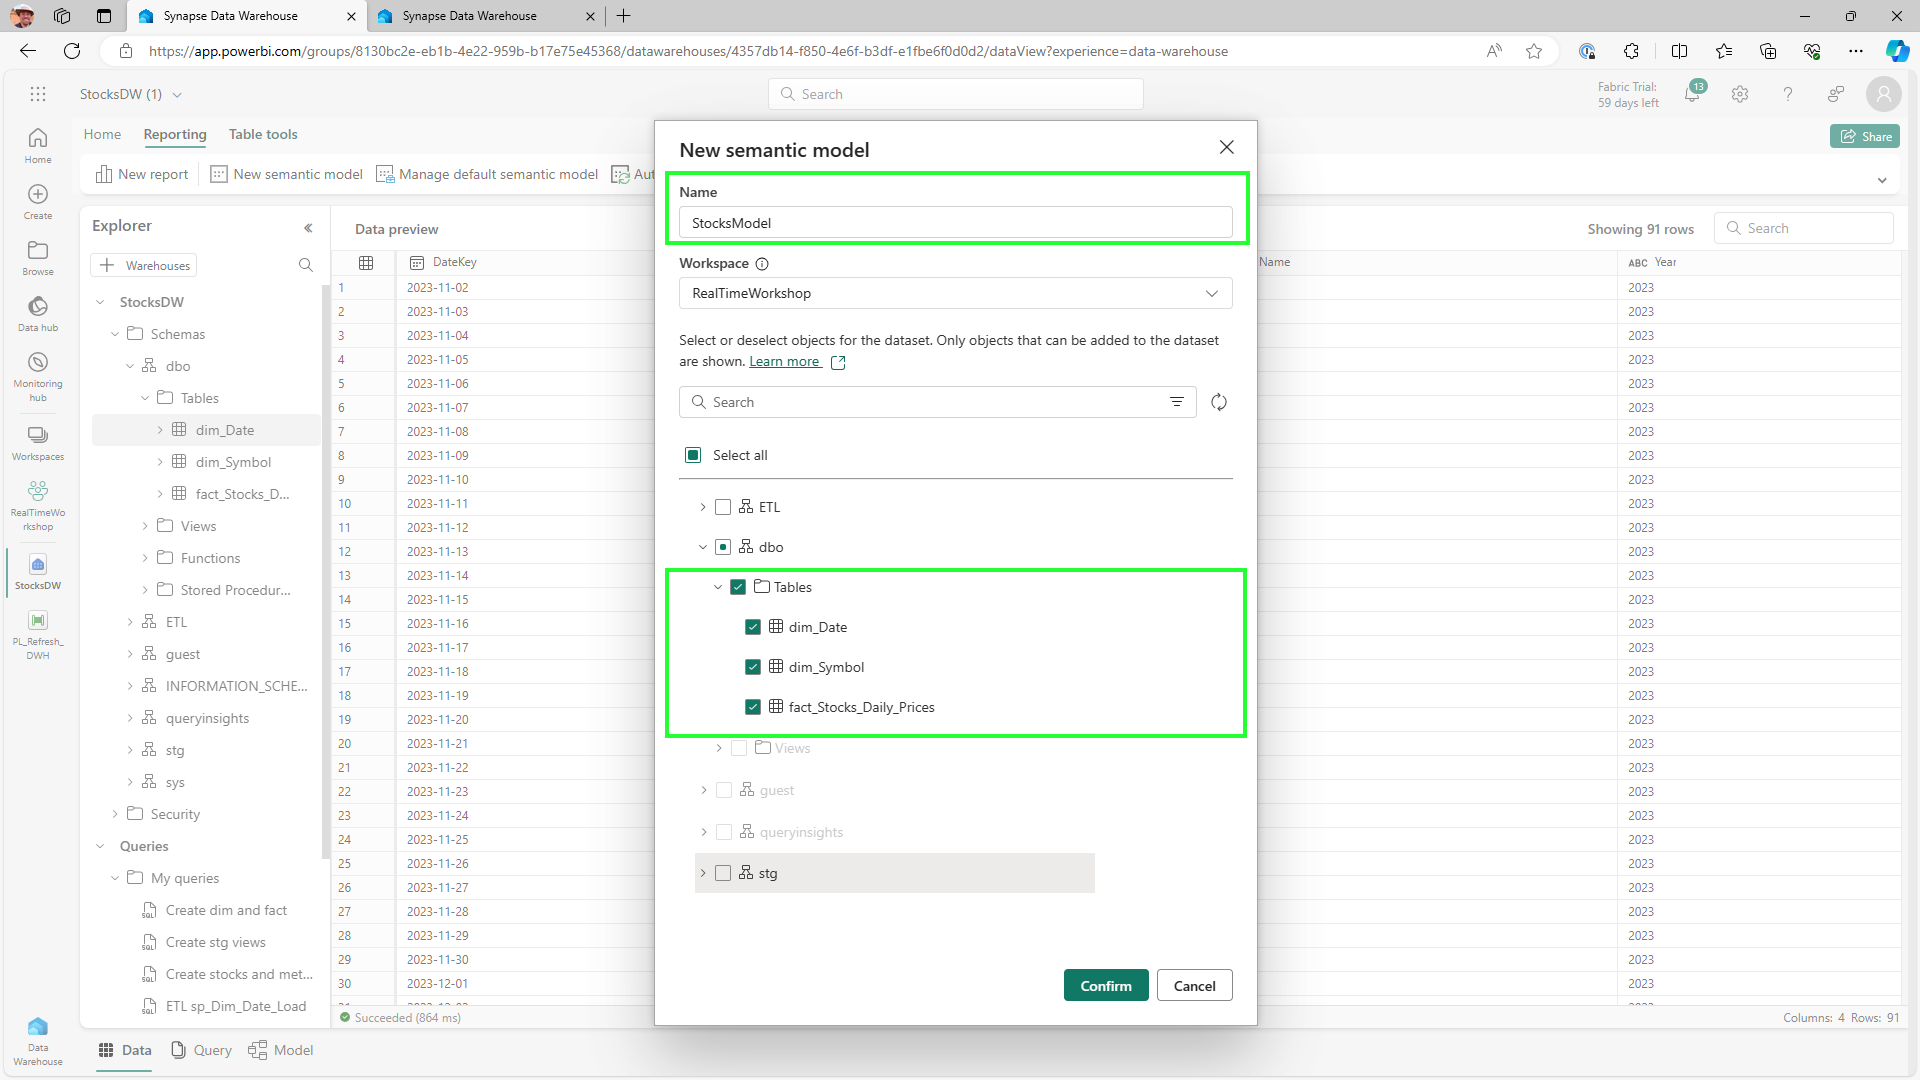 Synapse Data Warehouse
Synapse Data Warehouse
https://app.powerbi.com/groups/8130bc2e-eb1b-4e22-959b-b17e75e45368/datawarehouses/4357db14-f850-4e6f-b3df-e1fbe6f0d0d2/dataView?experience=data-warehouse
StocksDW (1)
Search
Fabric Trial:
59 days left
13
Home
Reporting
Table tools
Share
New report
New semantic model
Manage default semantic model
Home
Create
Browse
Data hub
Monitoring
hub
Workspaces
RealTimeWo
rkshop
StocksDW
PL_Refresh_
DWH
Data
Warehouse
Explorer
Warehouses
StocksDW
Schemas
dbo
Tables
dim_Date
dim_Symbol
fact_Stocks_D...
Views
Functions
Stored Procedur...
ETL
guest
INFORMATION_SCHE...
queryinsights
stg
sys
Security
Queries
My queries
Create dim and fact
Create stg views
Create stocks and met...
ETL sp_Dim_Date_Load
Data preview
Showing 91 rows
Search
DateKey
Name
ABC Year
1 2023-11-02 2023
2 2023-11-03 2023
3 2023-11-04 2023
4 2023-11-05 2023
5 2023-11-06 2023
6 2023-11-07 2023
7 2023-11-08 2023
8 2023-11-09 2023
9 2023-11-10 2023
10 2023-11-11 2023
11 2023-11-12 2023
12 2023-11-13 2023
13 2023-11-14 2023
14 2023-11-15 2023
15 2023-11-16 2023
16 2023-11-17 2023
17 2023-11-18 2023
18 2023-11-19 2023
19 2023-11-20 2023
20 2023-11-21 2023
21 2023-11-22 2023
22 2023-11-23 2023
23 2023-11-24 2023
24 2023-11-25 2023
25 2023-11-26 2023
26 2023-11-27 2023
27 2023-11-28 2023
28 2023-11-29 2023
29 2023-11-30 2023
30 2023-12-01 2023
Succeeded (864 ms)
Columns: 4 Rows: 91
Data
Query
Model
New semantic model
Name
StocksModel
Workspace
RealTimeWorkshop
Select or deselect objects for the dataset. Only objects that can be added to the dataset
are shown. Learn more
Search
Select all
ETL
dbo
Tables
dim_Date
dim_Symbol
fact_Stocks_Daily_Prices
Views
guest
queryinsights
stg
Confirm
Cancel